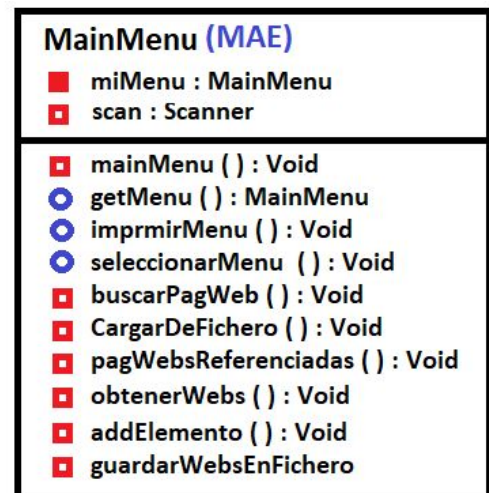 MainMenu (MAE)
miMenu : MainMenu
scan : Scanner
mainMenu ( ) : Void
getMenu ( ) : MainMenu
imprmirMenu ( ) : Void
seleccionarMenu ( ) : Void
buscarPagWeb ( ) : Void
CargarDeFichero ( ) : Void
pagWebsReferenciadas ( ) : Void
obtenerWebs ( ) : Void
addElemento ( ) : Void
guardarWebsEnFichero